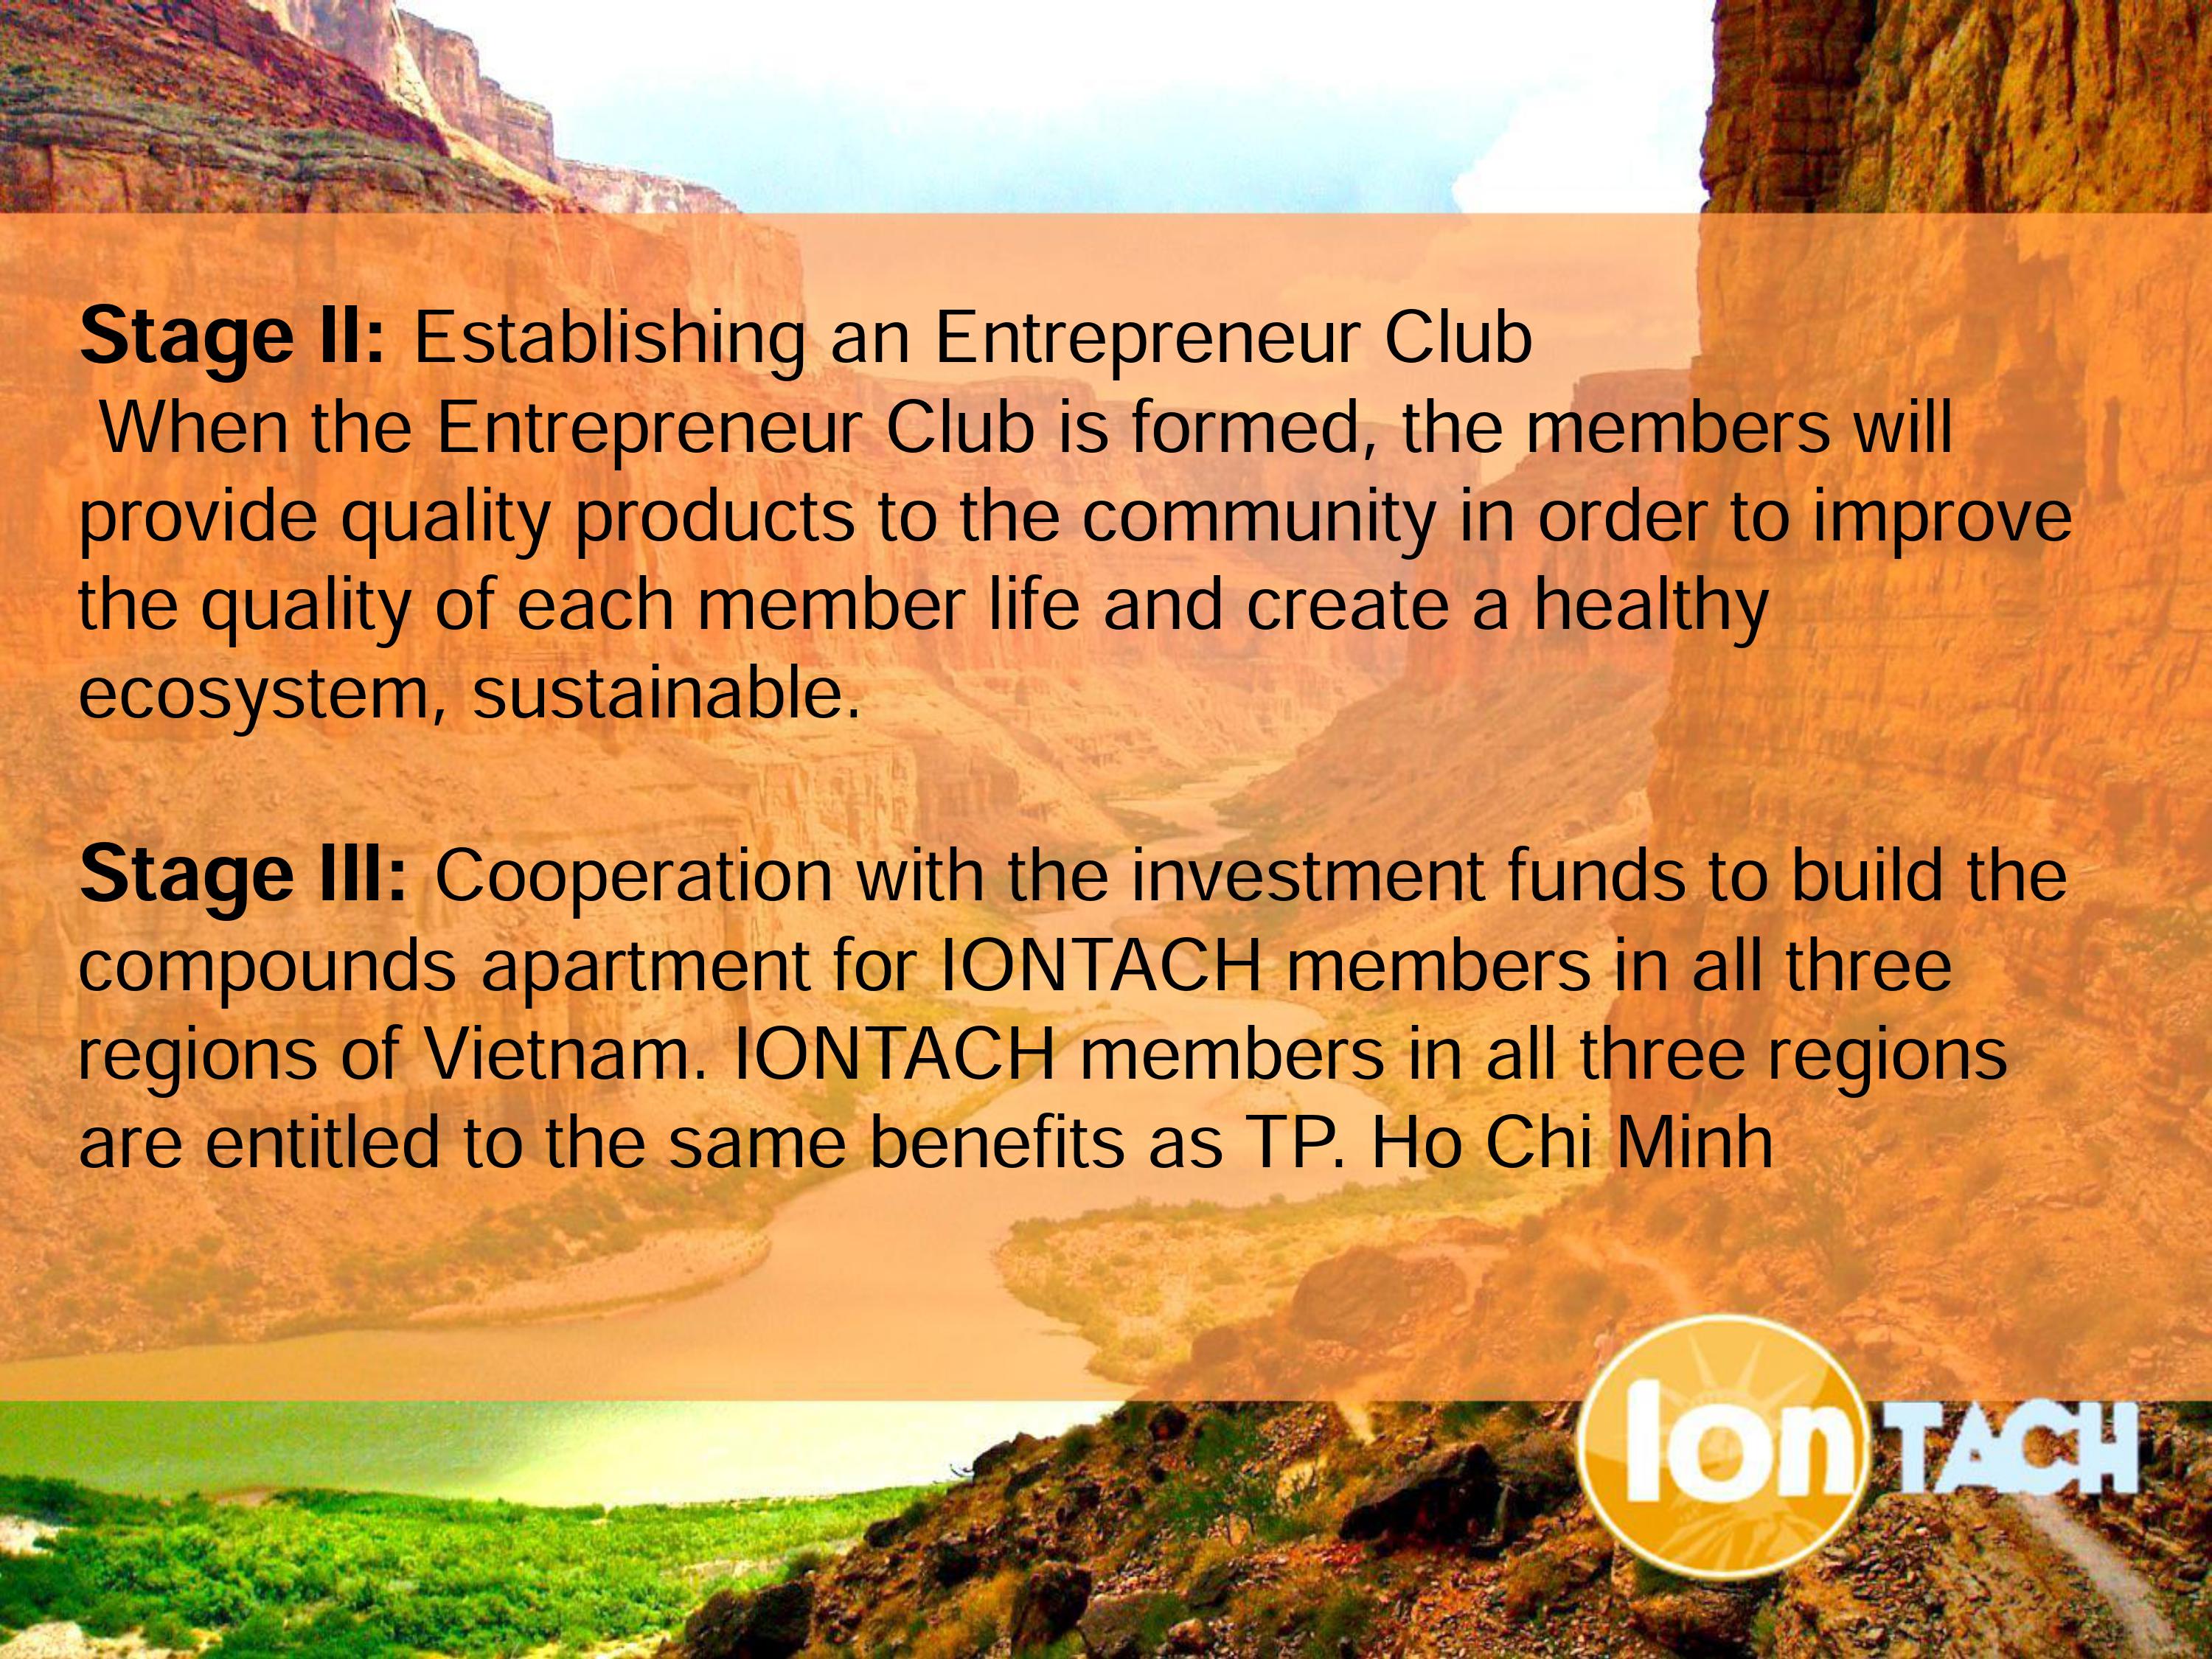 Stage II: Establishing an Entrepreneur Club
When the Entrepreneur Club is formed, the members will
provide quality products to the community in order to improve
the quality of each member life and create a healthy
ecosystem, sustainable.
Stage III: Cooperation with the investment funds to build the
compounds apartment for IONTACH members in all three
regions of Vietnam. IONTACH members in all three regions
are entitled to the same benefits as TP. Ho Chi Minh
Ion TACH